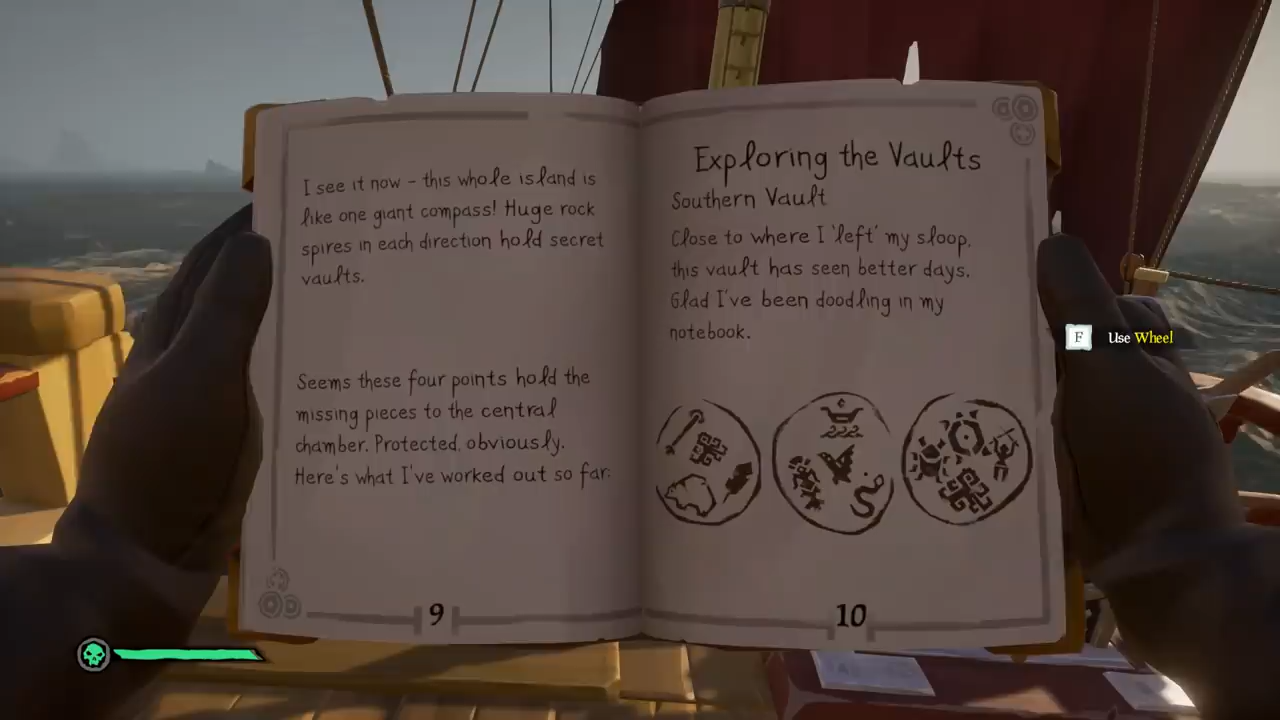 I see it now - this whole island is
like one giant compass! Huge rock
spires in each direction hold secret
vaults.
Seems these four points hold the
missing pieces to the central
chamber. Protected, obviously.
Here's what I've worked out so far:
9
Exploring the Vaults
Southern Vault
Close to where I 'left' my sloop,
this vault has seen better days.
Glad I've been doodling in my
notebook.
10
F Use Wheel